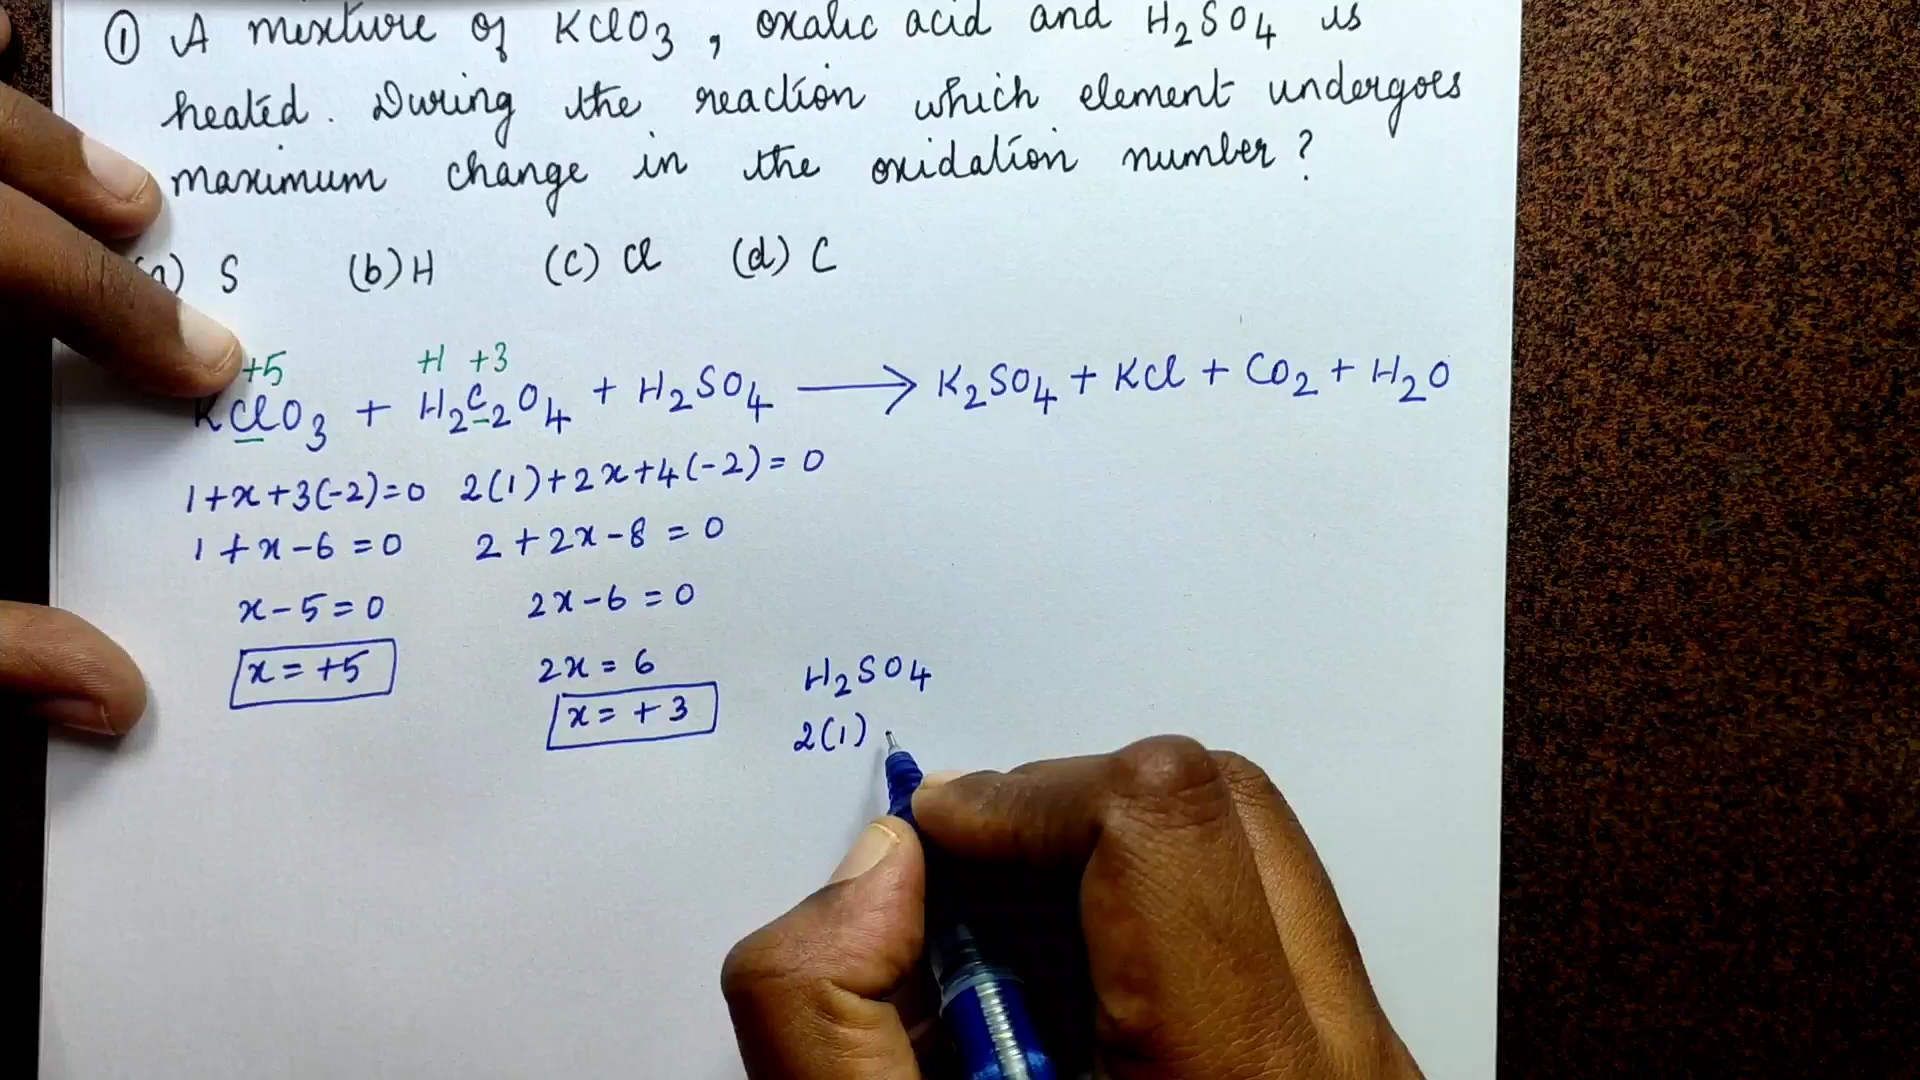 ① A mixture of KClO3, oxalic acid and H2SO4 is
heated. During the reaction which element undergoes
maximum change in the oxidation number?
a) S (b) H (c) Cl (d) C
+5 +1 +3
KClO3 + H2C2O4 + H2SO4 ⟶ K2SO4 + KCl + CO2 + H2O
1+x+3(-2)=0 2(1)+2x+4(-2)=0
1+x-6=0 2+2x-8=0
x-5=0 2x-6=0
x=+5 2x=6 H2SO4
x=+3 2(1)